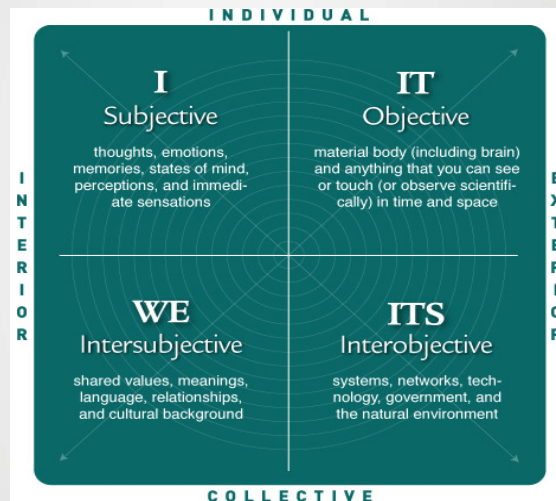 INDIVIDUAL
INTERIOR
I
Subjective
thoughts, emotions,
memories, states of mind,
perceptions, and immedi-
ate sensations
IT
Objective
material body (including brain)
and anything that you can see
or touch (or observe scientifi-
cally) in time and space
EXTERIOR
WE
Intersubjective
shared values, meanings,
language, relationships,
and cultural background
ITS
Interobjective
systems, networks, tech-
nology, government, and
the natural environment
COLLECTIVE